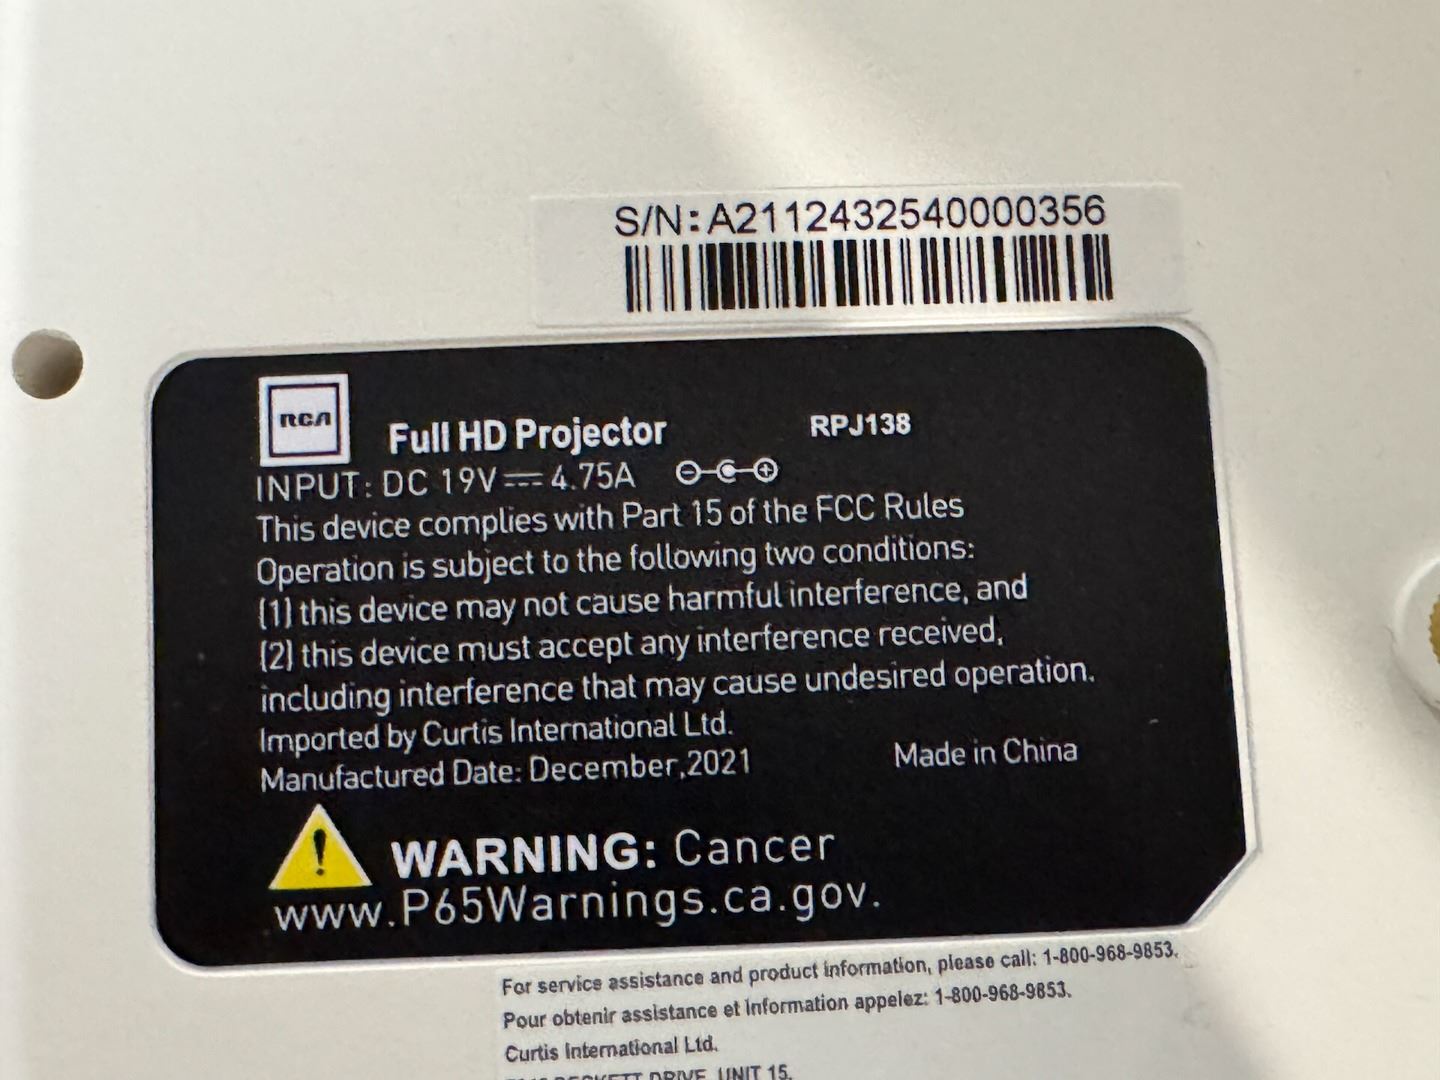 S/N: A2112432540000356
RCA
Full HD Projector RPJ138
INPUT: DC 19V⎓4.75A
This device complies with Part 15 of the FCC Rules
Operation is subject to the following two conditions:
(1) this device may not cause harmful interference, and
(2) this device must accept any interference received,
including interference that may cause undesired operation.
Imported by Curtis International Ltd.
Manufactured Date: December,2021 Made in China
WARNING: Cancer
www.P65Warnings.ca.gov.
For service assistance and product information, please call: 1-800-968-9853.
Pour obtenir assistance et Information appelez: 1-800-968-9853.
Curtis International Ltd.
DRIVE, UNIT 15,